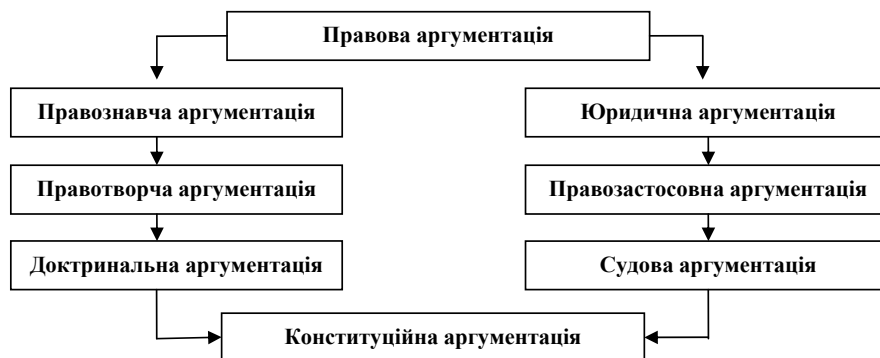 Правова аргументація
Правознавча аргументація
Юридична аргументація
Правотворча аргументація
Правозастосовна аргументація
Доктринальна аргументація
Судова аргументація
Конституційна аргументація